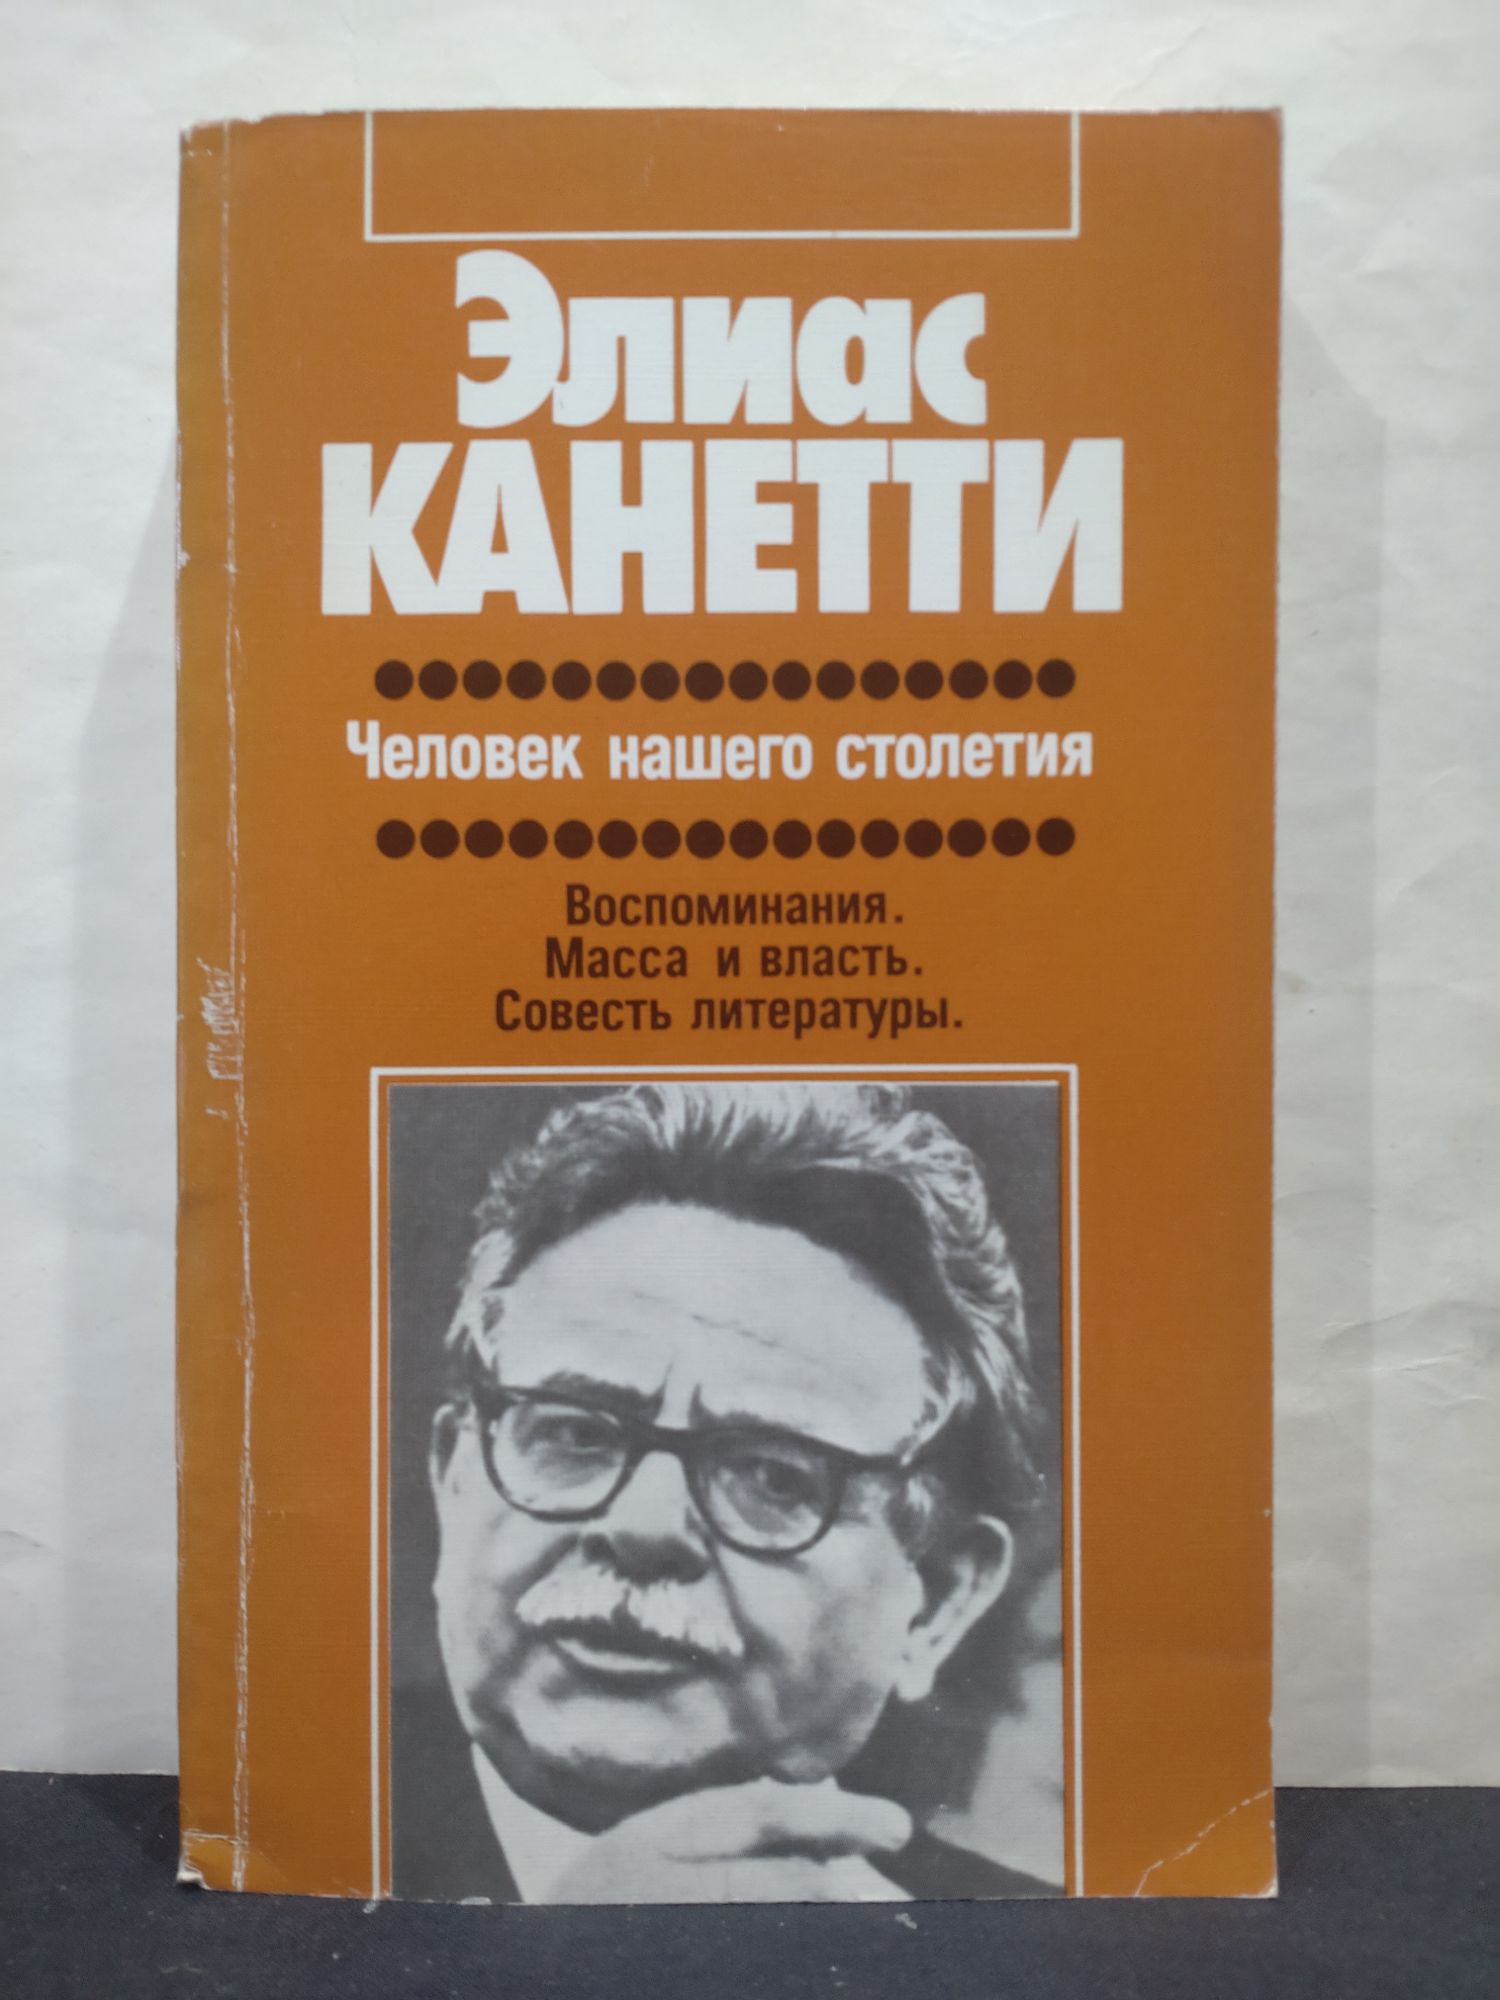 Элиас
КАНЕТТИ
Человек нашего столетия
Воспоминания.
Масса и власть.
Совесть литературы.